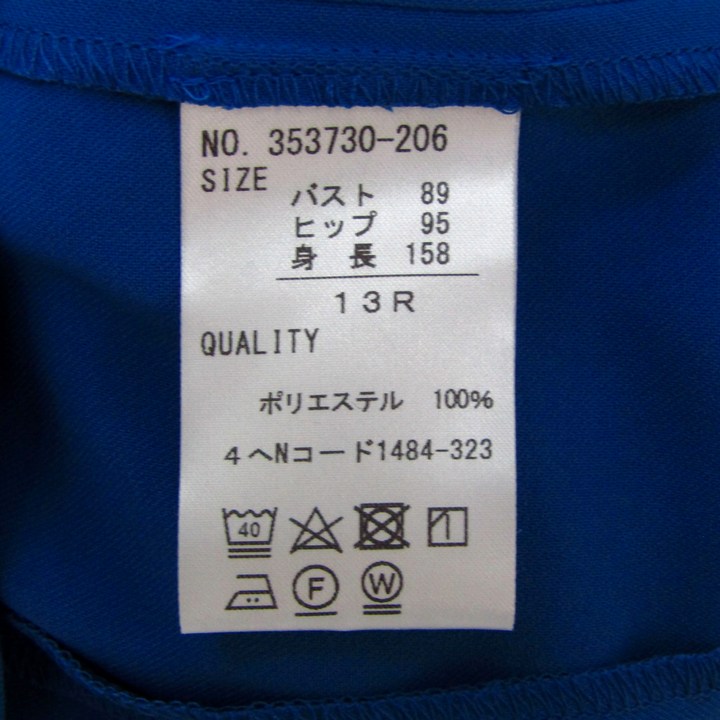 NO. 353730-206
SIZE
バスト 89
ヒップ 95
身 長 158
13R
QUALITY
ポリエステル 100%
4ヘNコード1484-323
40
F W